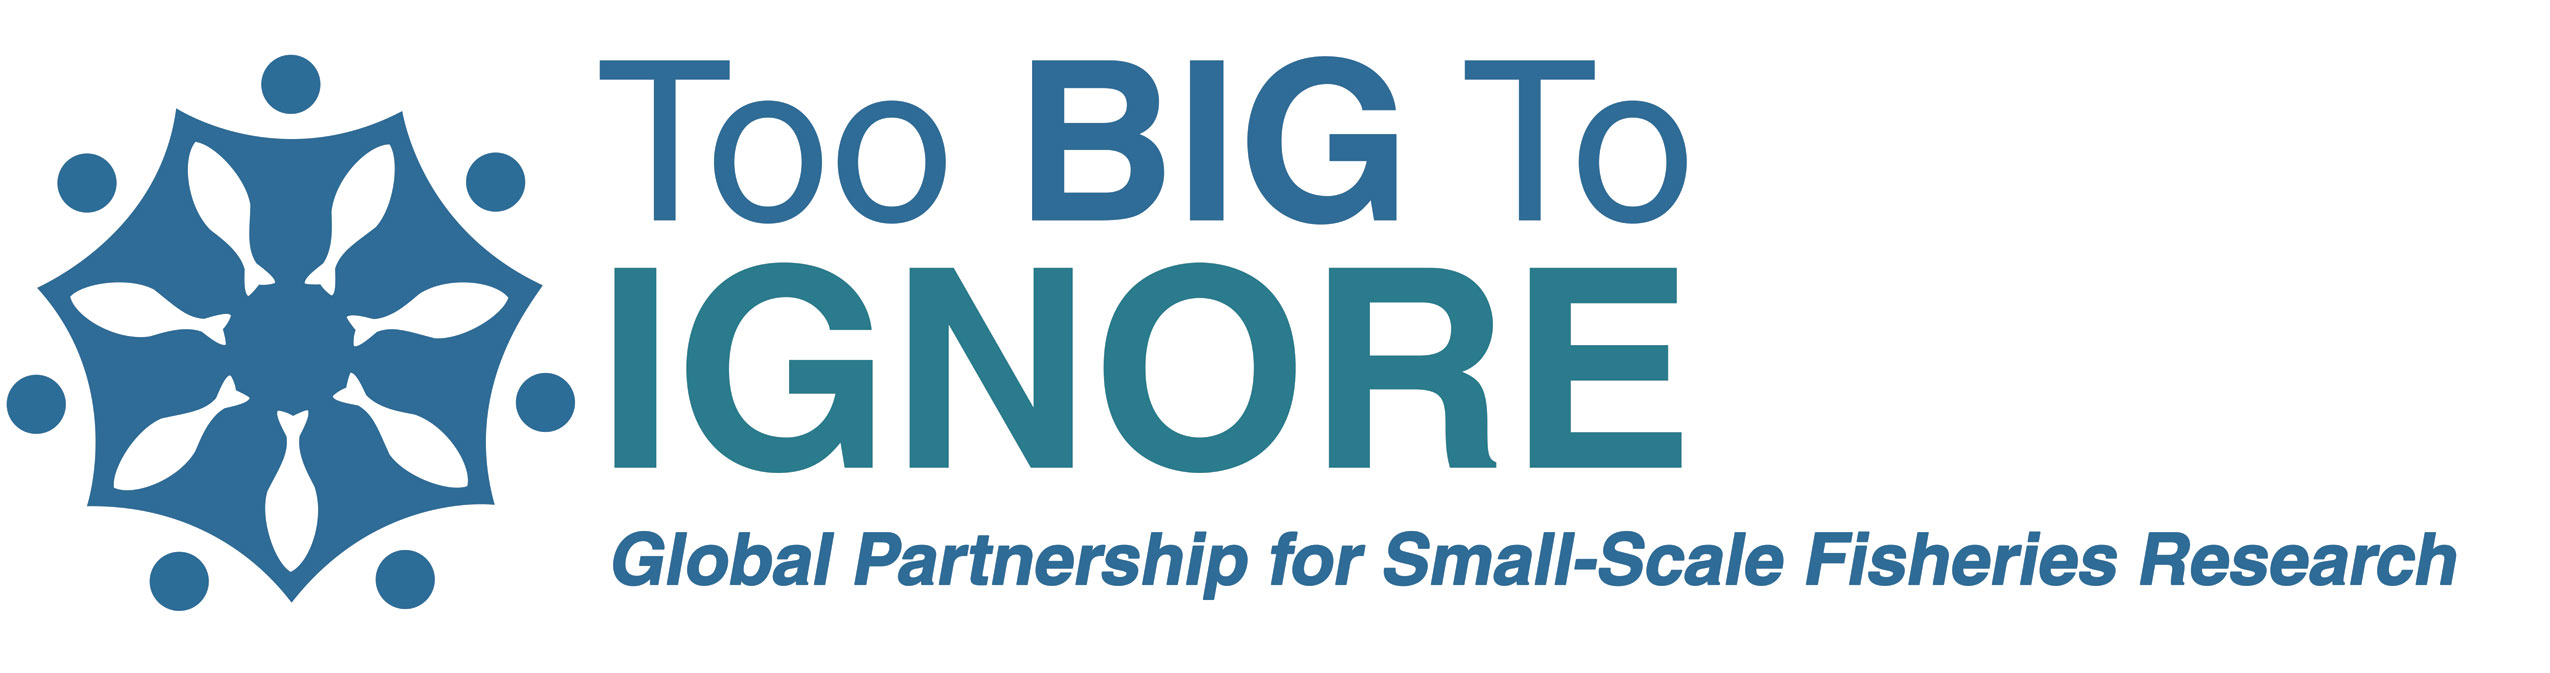 Too BIG To
IGNORE
Global Partnership for Small-Scale Fisheries Research